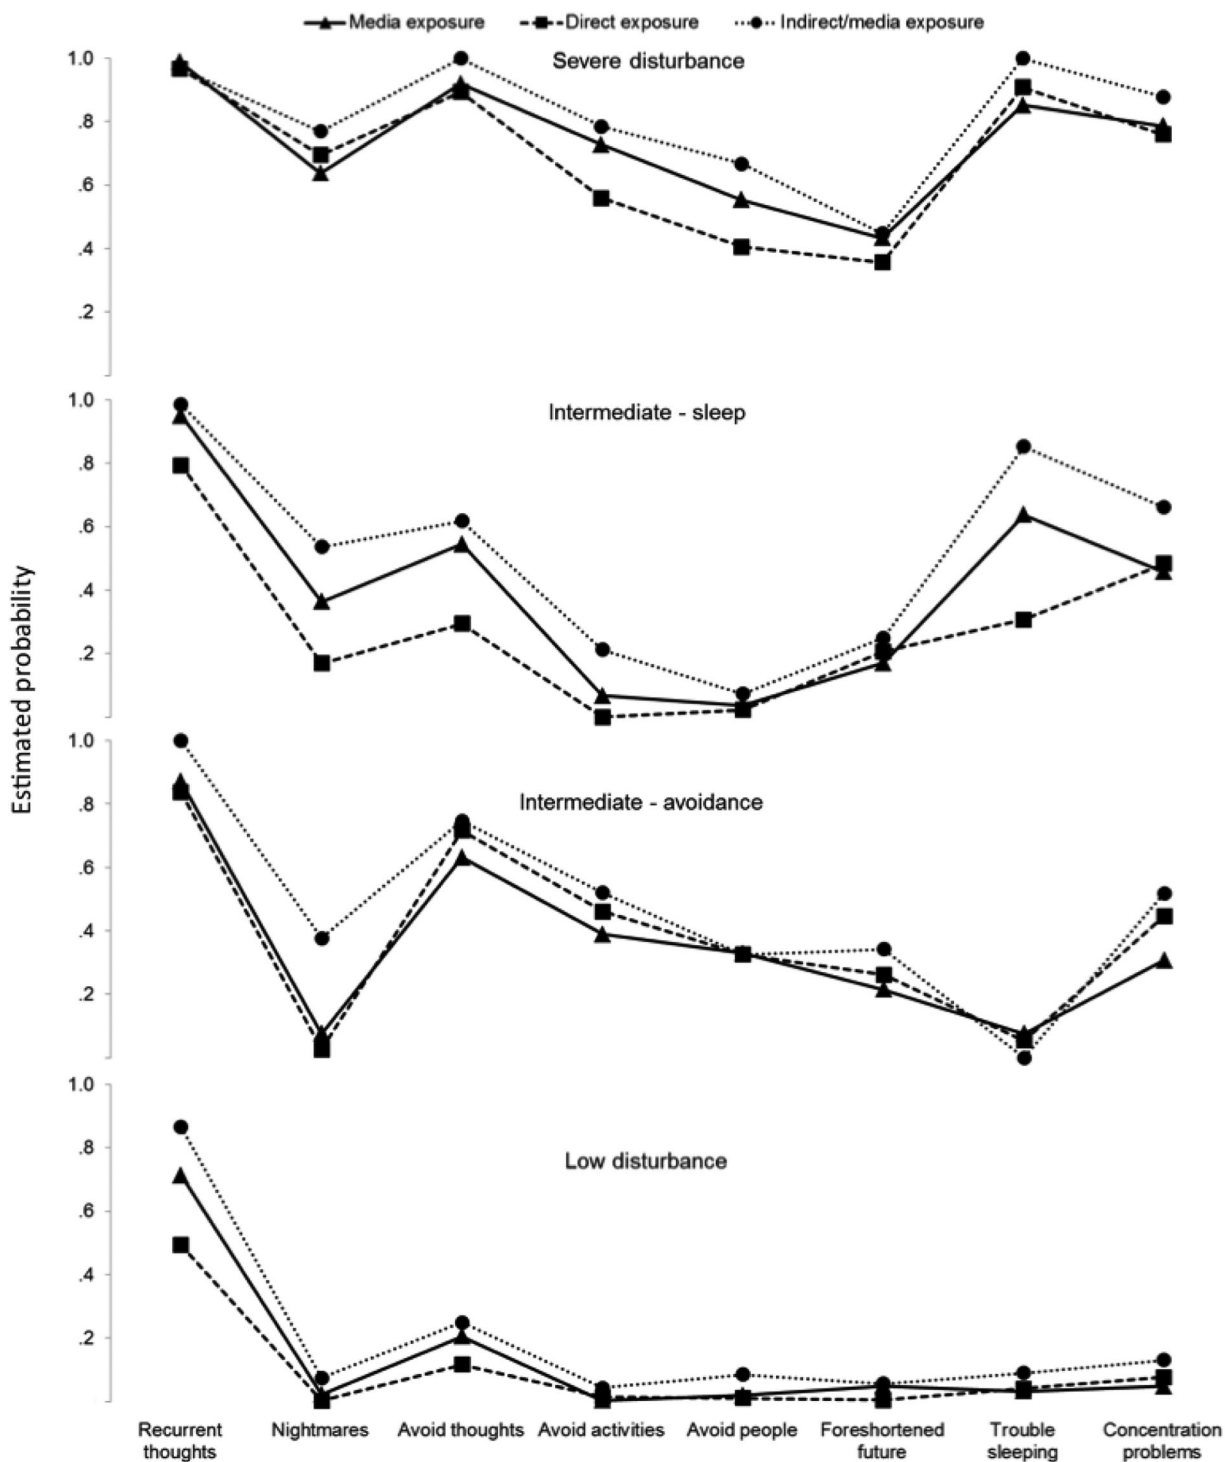 Media exposure Direct exposure Indirect/media exposure
Severe disturbance
1.0
.8
.6
.4
.2
Intermediate - sleep
1.0
.8
.6
.4
.2
Estimated probability
Intermediate - avoidance
1.0
.8
.6
.4
.2
Low disturbance
1.0
.8
.6
.4
.2
Recurrent thoughts
Nightmares
Avoid thoughts
Avoid activities
Avoid people
Foreshortened future
Trouble sleeping
Concentration problems